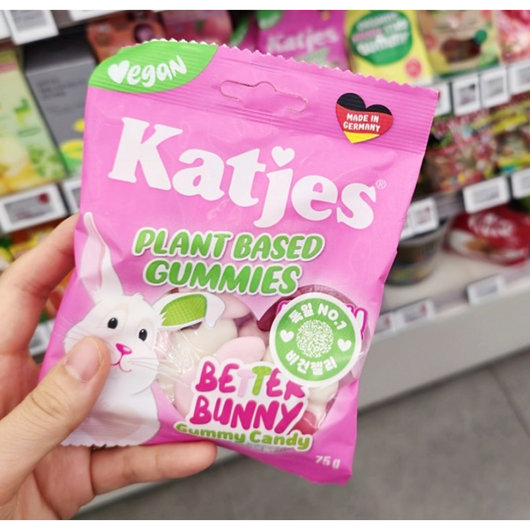 Vegan
MADE IN
GERMANY
Katjes®
PLANT BASED
GUMMIES
독일 NO.1
비건젤리
BETTER
BUNNY
Gummy Candy
75g
Katjes